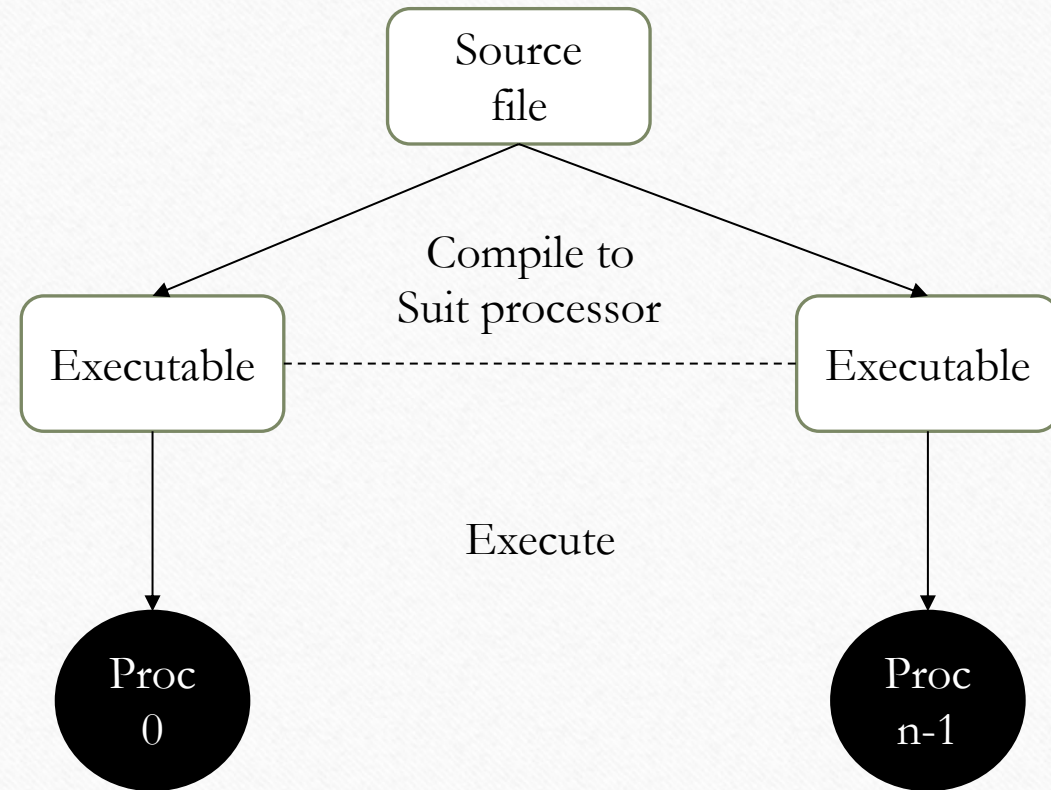 Source
file
Compile to
Suit processor
Executable
Executable
Execute
Proc
0
Proc
n-1